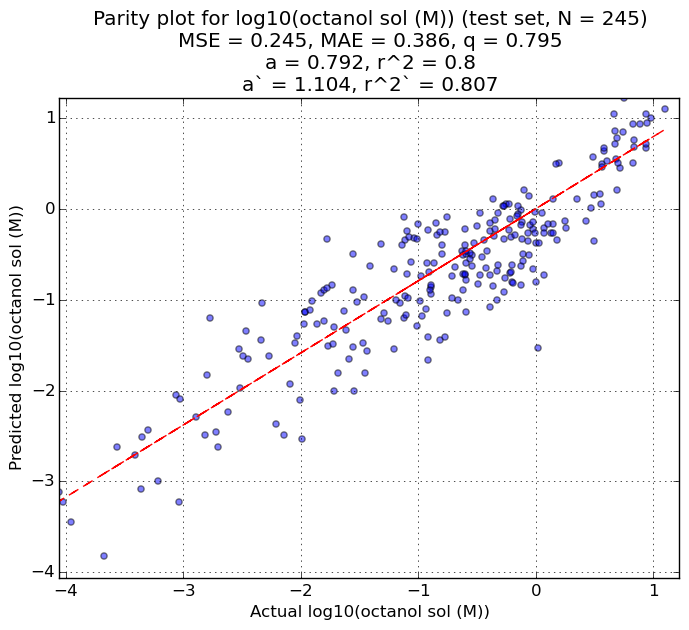 Parity plot for log10(octanol sol (M)) (test set, N = 245)
MSE = 0.245, MAE = 0.386, q = 0.795
a = 0.792, r^2 = 0.8
a` = 1.104, r^2` = 0.807
1
0
−1
−2
−3
−4
Predicted log10(octanol sol (M))
−4 −3 −2 −1 0 1
Actual log10(octanol sol (M))